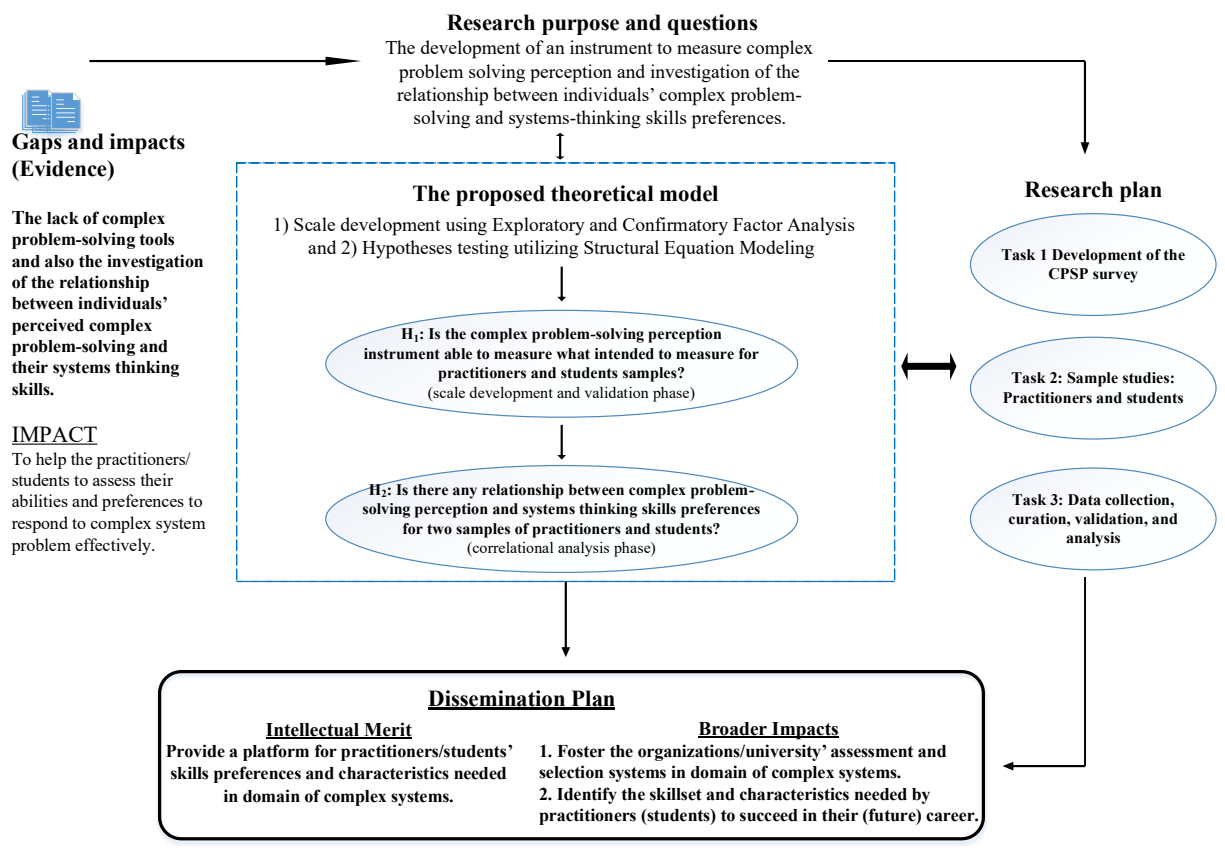 Research purpose and questions
The development of an instrument to measure complex
problem solving perception and investigation of the
relationship between individuals’ complex problem-
solving and systems-thinking skills preferences.
Gaps and impacts
(Evidence)
The lack of complex
problem-solving tools
and also the investigation
of the relationship
between individuals’
perceived complex
problem-solving and
their systems thinking
skills.
IMPACT
To help the practitioners/
students to assess their
abilities and preferences to
respond to complex system
problem effectively.
The proposed theoretical model
1) Scale development using Exploratory and Confirmatory Factor Analysis
and 2) Hypotheses testing utilizing Structural Equation Modeling
H₁: Is the complex problem-solving perception
instrument able to measure what intended to measure for
practitioners and students samples?
(scale development and validation phase)
H₂: Is there any relationship between complex problem-
solving perception and systems thinking skills preferences
for two samples of practitioners and students?
(correlational analysis phase)
Research plan
Task 1 Development of the
CPSP survey
Task 2: Sample studies:
Practitioners and students
Task 3: Data collection,
curation, validation, and
analysis
Dissemination Plan
Intellectual Merit
Provide a platform for practitioners/students’
skills preferences and characteristics needed
in domain of complex systems.
Broader Impacts
1. Foster the organizations/university’ assessment and
selection systems in domain of complex systems.
2. Identify the skillset and characteristics needed by
practitioners (students) to succeed in their (future) career.